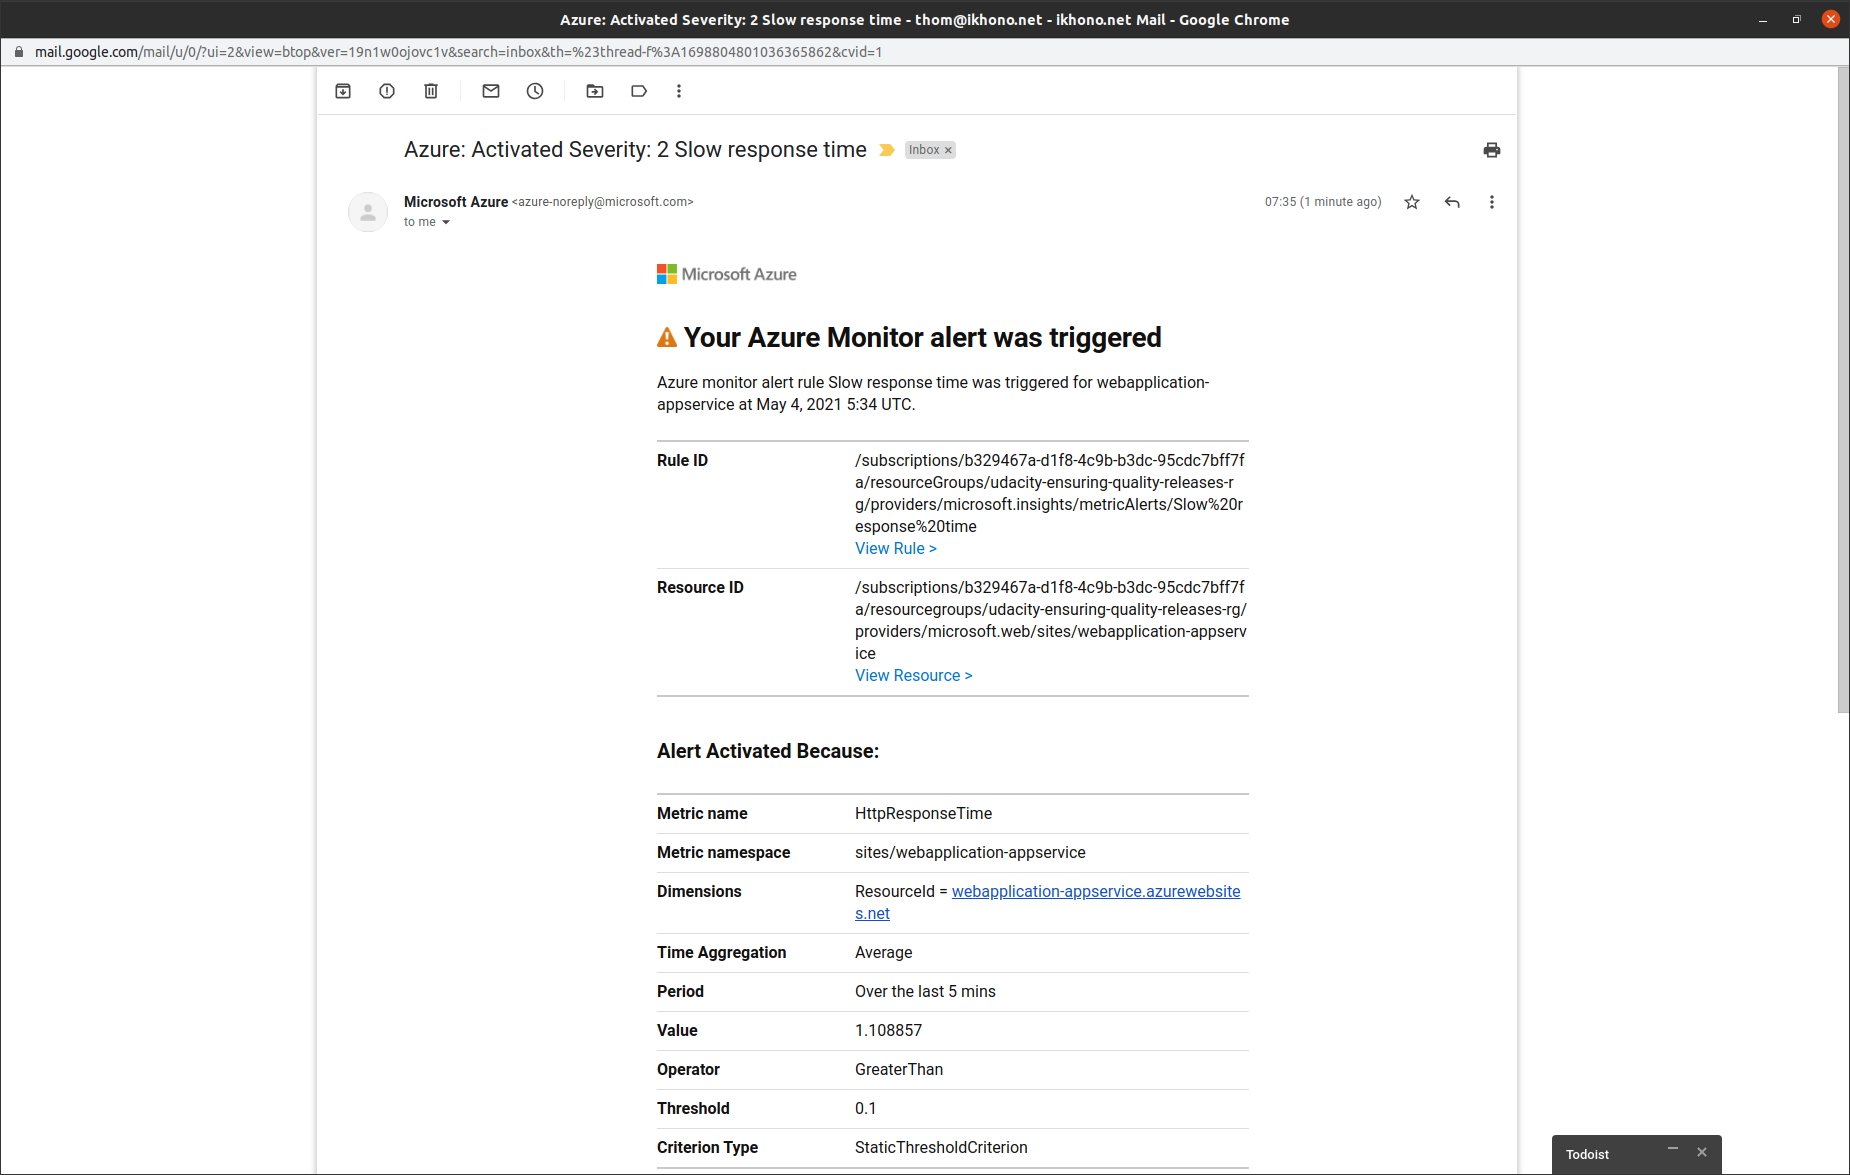 Azure: Activated Severity: 2 Slow response time - thom@ikhono.net - ikhono.net Mail - Google Chrome
mail.google.com/mail/u/0/?ui=2&view=btop&ver=19n1w0ojovc1v&search=inbox&th=%23thread-f%3A1698804801036365862&cvid=1
Azure: Activated Severity: 2 Slow response time Inbox ×
Microsoft Azure <azure-noreply@microsoft.com> 07:35 (1 minute ago)
to me
Microsoft Azure
Your Azure Monitor alert was triggered
Azure monitor alert rule Slow response time was triggered for webapplication-
appservice at May 4, 2021 5:34 UTC.
Rule ID /subscriptions/b329467a-d1f8-4c9b-b3dc-95cdc7bff7f
a/resourceGroups/udacity-ensuring-quality-releases-r
g/providers/microsoft.insights/metricAlerts/Slow%20r
esponse%20time
View Rule >
Resource ID /subscriptions/b329467a-d1f8-4c9b-b3dc-95cdc7bff7f
a/resourcegroups/udacity-ensuring-quality-releases-rg/
providers/microsoft.web/sites/webapplication-appserv
ice
View Resource >
Alert Activated Because:
Metric name HttpResponseTime
Metric namespace sites/webapplication-appservice
Dimensions ResourceId = webapplication-appservice.azurewebsite
s.net
Time Aggregation Average
Period Over the last 5 mins
Value 1.108857
Operator GreaterThan
Threshold 0.1
Criterion Type StaticThresholdCriterion
Todoist